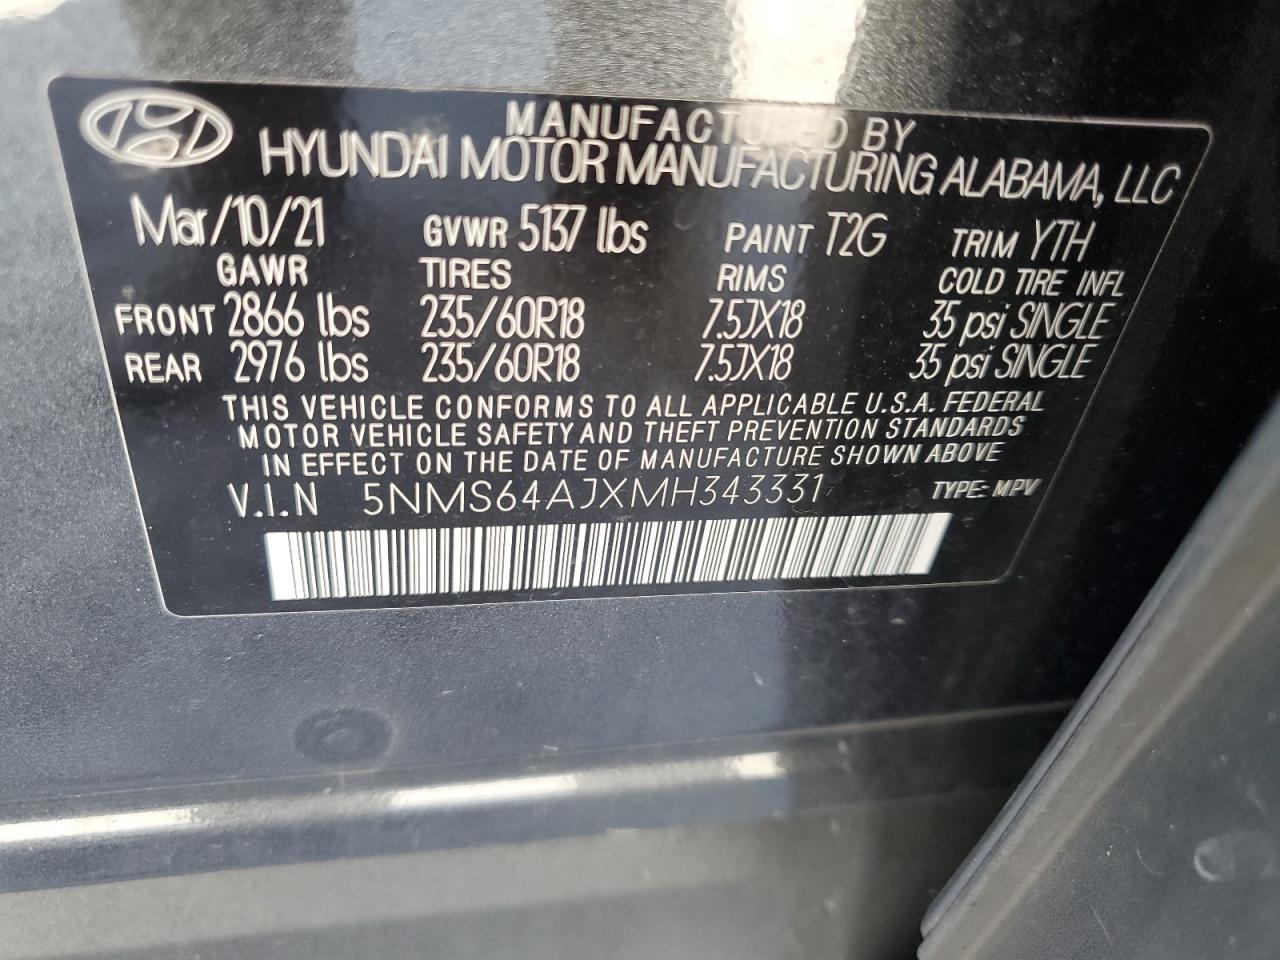 MANUFACTURED BY
HYUNDAI MOTOR MANUFACTURING ALABAMA, LLC
Mar/10/21 GVWR 5137 lbs PAINT T2G TRIM YTH
GAWR TIRES RIMS COLD TIRE INFL
FRONT 2866 lbs 235/60R18 7.5JX18 35 psi SINGLE
REAR 2976 lbs 235/60R18 7.5JX18 35 psi SINGLE
THIS VEHICLE CONFORMS TO ALL APPLICABLE U.S.A. FEDERAL
MOTOR VEHICLE SAFETY AND THEFT PREVENTION STANDARDS
IN EFFECT ON THE DATE OF MANUFACTURE SHOWN ABOVE
V.I.N 5NMS64AJXMH343331 TYPE: MPV